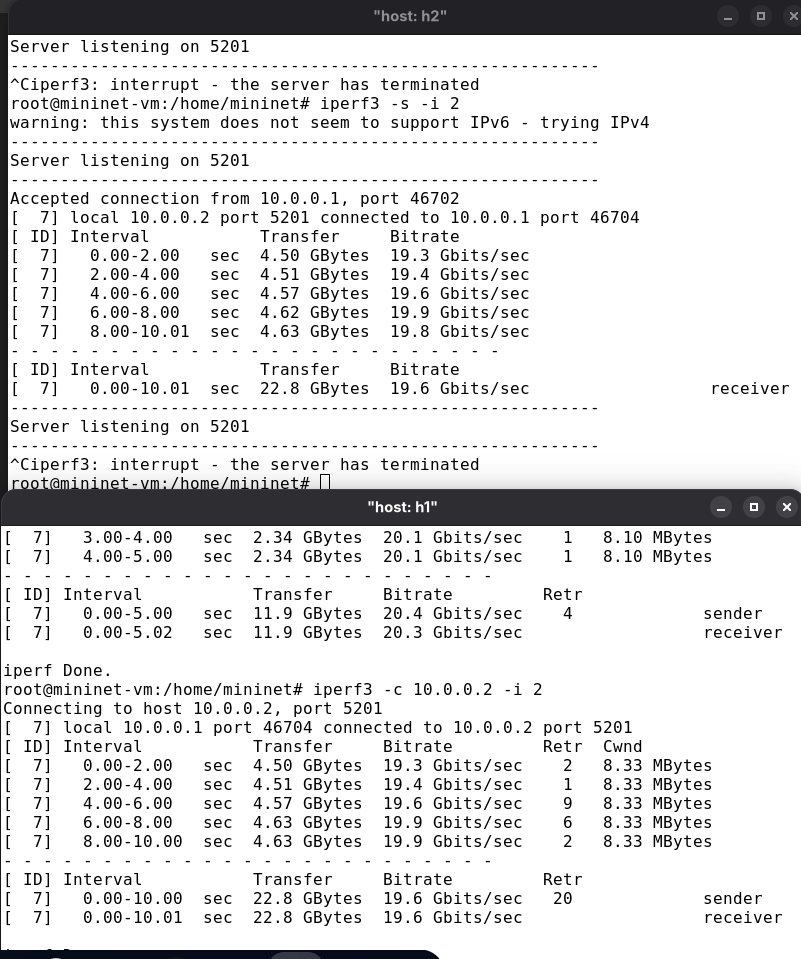 "host: h2"
Server listening on 5201
-----------------------------------------------------------
^Ciperf3: interrupt - the server has terminated
root@mininet-vm:/home/mininet# iperf3 -s -i 2
warning: this system does not seem to support IPv6 - trying IPv4
-----------------------------------------------------------
Server listening on 5201
-----------------------------------------------------------
Accepted connection from 10.0.0.1, port 46702
[  7] local 10.0.0.2 port 5201 connected to 10.0.0.1 port 46704
[ ID] Interval           Transfer     Bitrate
[  7]   0.00-2.00   sec  4.50 GBytes  19.3 Gbits/sec
[  7]   2.00-4.00   sec  4.51 GBytes  19.4 Gbits/sec
[  7]   4.00-6.00   sec  4.57 GBytes  19.6 Gbits/sec
[  7]   6.00-8.00   sec  4.62 GBytes  19.9 Gbits/sec
[  7]   8.00-10.01  sec  4.63 GBytes  19.8 Gbits/sec
- - - - - - - - - - - - - - - - - - - - - - - - -
[ ID] Interval           Transfer     Bitrate
[  7]   0.00-10.01  sec  22.8 GBytes  19.6 Gbits/sec                  receiver
-----------------------------------------------------------
Server listening on 5201
-----------------------------------------------------------
^Ciperf3: interrupt - the server has terminated
root@mininet-vm:/home/mininet#
"host: h1"
[  7]   3.00-4.00   sec  2.34 GBytes  20.1 Gbits/sec    1   8.10 MBytes
[  7]   4.00-5.00   sec  2.34 GBytes  20.1 Gbits/sec    1   8.10 MBytes
- - - - - - - - - - - - - - - - - - - - - - - - -
[ ID] Interval           Transfer     Bitrate         Retr
[  7]   0.00-5.00   sec  11.9 GBytes  20.4 Gbits/sec    4             sender
[  7]   0.00-5.02   sec  11.9 GBytes  20.3 Gbits/sec                  receiver
iperf Done.
root@mininet-vm:/home/mininet# iperf3 -c 10.0.0.2 -i 2
Connecting to host 10.0.0.2, port 5201
[  7] local 10.0.0.1 port 46704 connected to 10.0.0.2 port 5201
[ ID] Interval           Transfer     Bitrate         Retr  Cwnd
[  7]   0.00-2.00   sec  4.50 GBytes  19.3 Gbits/sec    2   8.33 MBytes
[  7]   2.00-4.00   sec  4.51 GBytes  19.4 Gbits/sec    1   8.33 MBytes
[  7]   4.00-6.00   sec  4.57 GBytes  19.6 Gbits/sec    9   8.33 MBytes
[  7]   6.00-8.00   sec  4.63 GBytes  19.9 Gbits/sec    6   8.33 MBytes
[  7]   8.00-10.00  sec  4.63 GBytes  19.9 Gbits/sec    2   8.33 MBytes
- - - - - - - - - - - - - - - - - - - - - - - - -
[ ID] Interval           Transfer     Bitrate         Retr
[  7]   0.00-10.00  sec  22.8 GBytes  19.6 Gbits/sec   20             sender
[  7]   0.00-10.01  sec  22.8 GBytes  19.6 Gbits/sec                  receiver